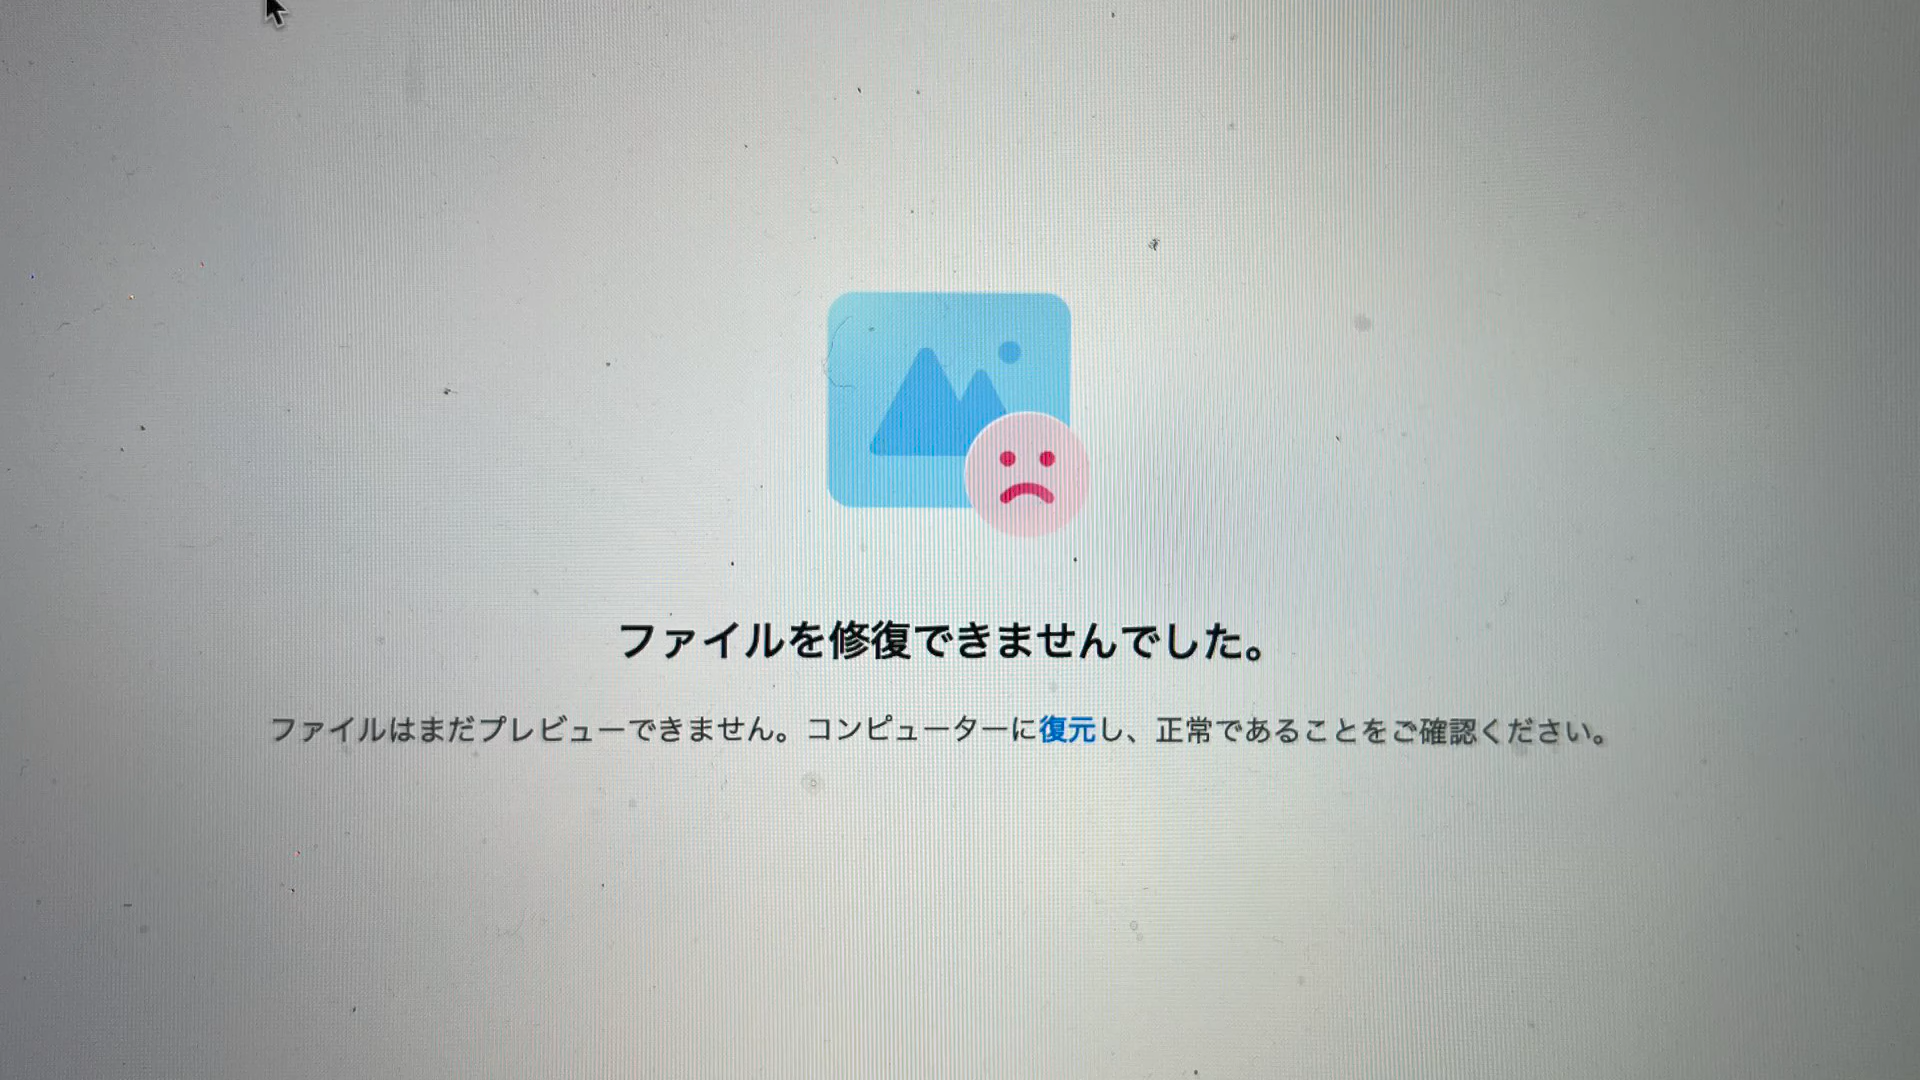 ファイルを修復できませんでした。
ファイルはまだプレビューできません。コンピューターに復元し、正常であることをご確認ください。